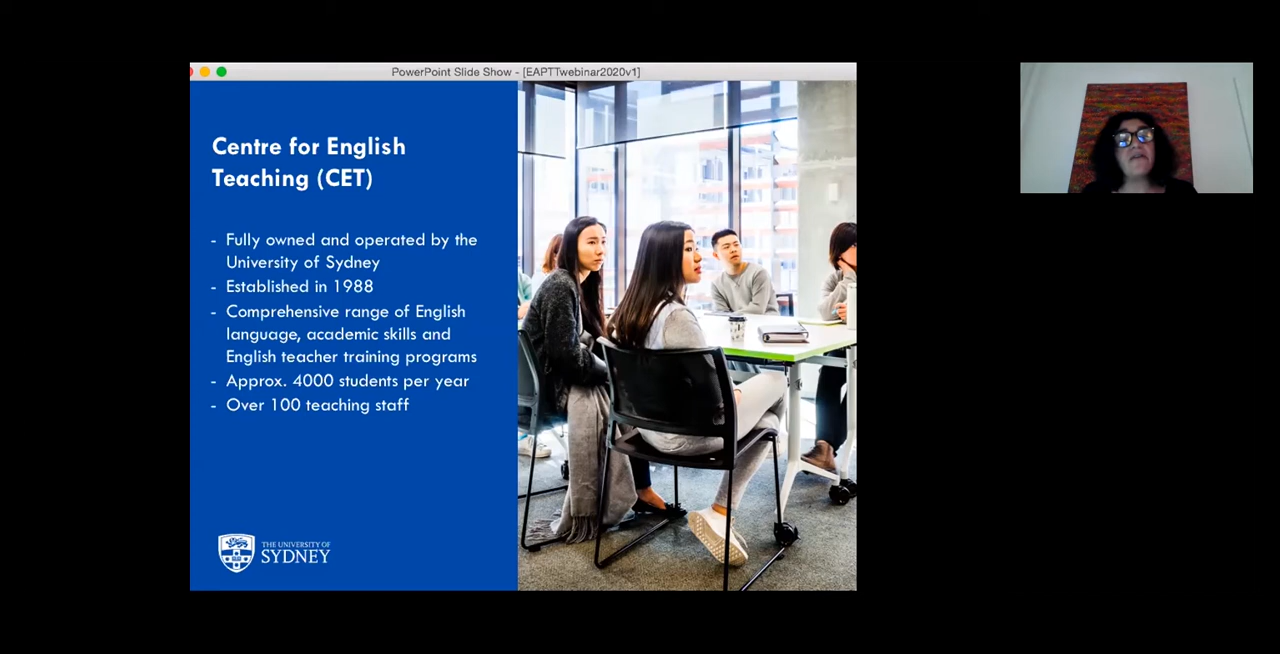 PowerPoint Slide Show - [EAPTTwebinar2020v1]
Centre for English
Teaching (CET)
- Fully owned and operated by the
University of Sydney
- Established in 1988
- Comprehensive range of English
language, academic skills and
English teacher training programs
- Approx. 4000 students per year
- Over 100 teaching staff
THE UNIVERSITY OF
SYDNEY